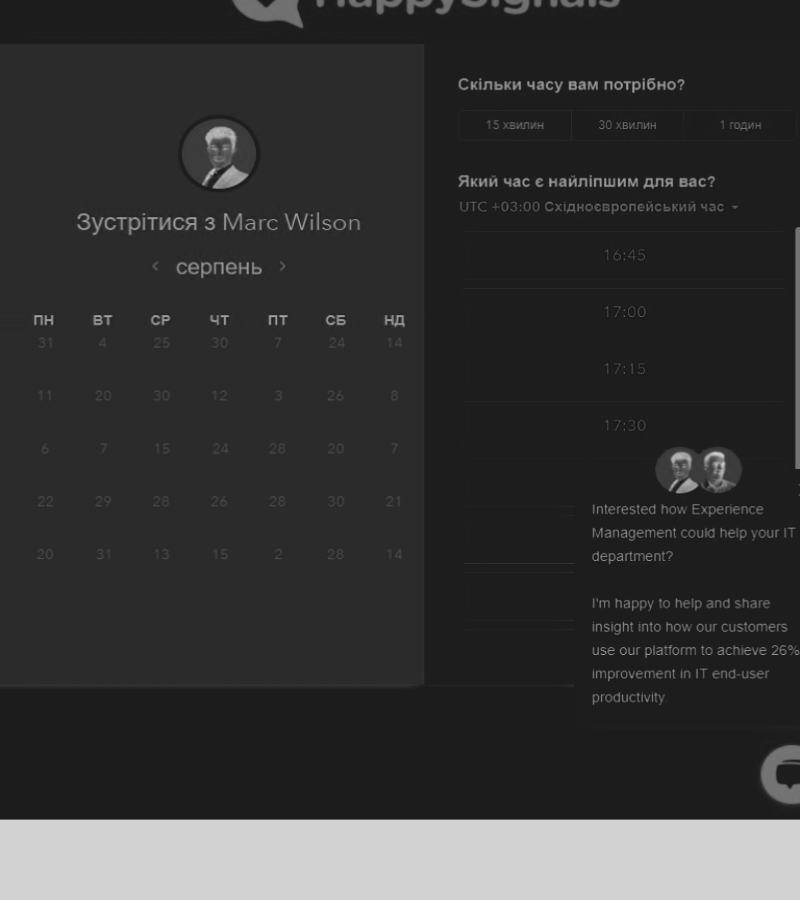 HappySignals
Зустрітися з Marc Wilson
серпень
ПН ВТ СР ЧТ ПТ СБ НД
31 4 25 30 7 24 14
11 20 30 12 3 26 8
6 7 15 24 28 20 7
22 29 28 26 28 30 21
20 31 13 15 2 28 14
Скільки часу вам потрібно?
15 хвилин 30 хвилин 1 годин
Який час є найліпшим для вас?
UTC +03:00 Східноєвропейський час
16:45
17:00
17:15
17:30
Interested how Experience
Management could help your IT
department?
I'm happy to help and share
insight into how our customers
use our platform to achieve 26%
improvement in IT end-user
productivity.